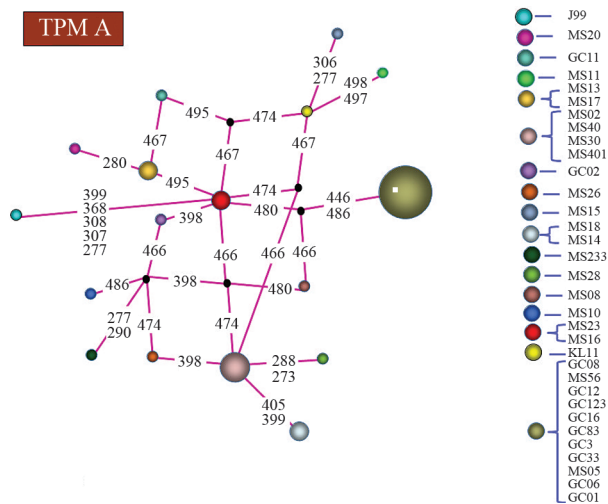 TPM A
306
277
498
497
495
474
467
467
467
280
495
474
480
446
486
399
368
308
307
277
398
466
466
466
466
486
398
480
277
290
474
474
398
288
273
405
399
J99
MS20
GC11
MS11
MS13
MS17
MS02
MS40
MS30
MS401
GC02
MS26
MS15
MS18
MS14
MS233
MS28
MS08
MS10
MS23
MS16
KL11
GC08
MS56
GC12
GC123
GC16
GC83
GC3
GC33
MS05
GC06
GC01